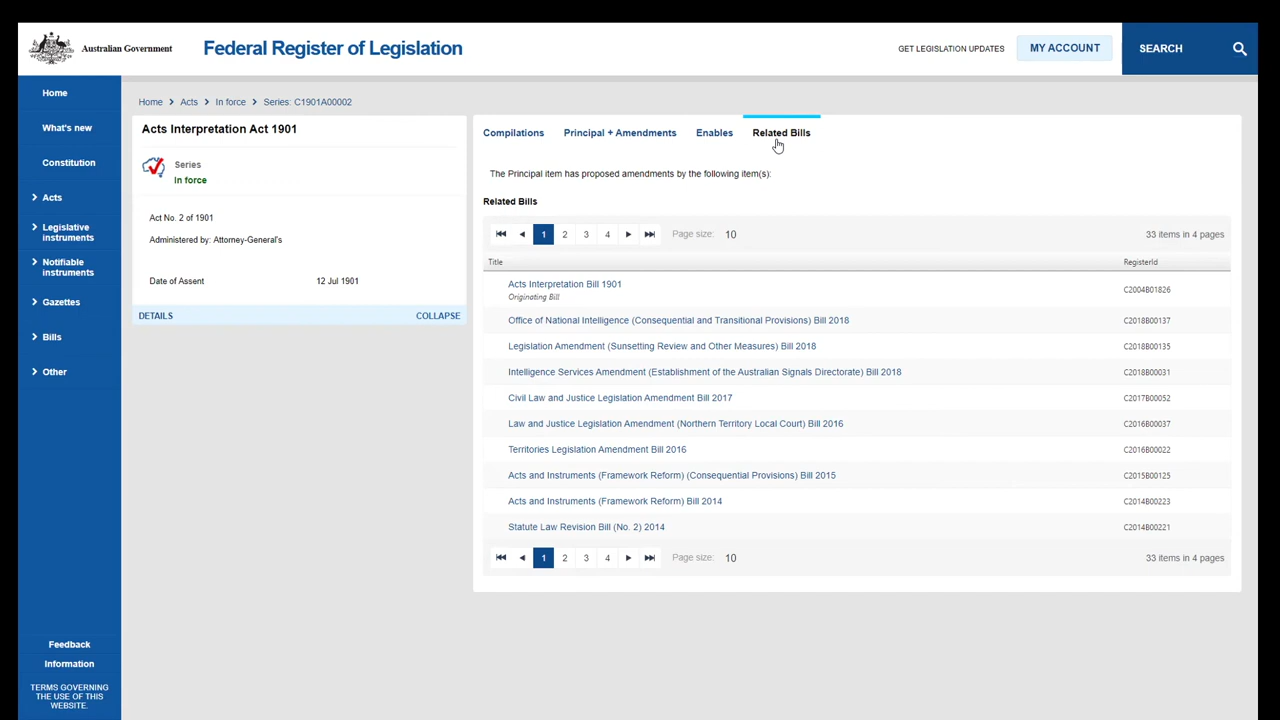 Australian Government
Federal Register of Legislation
GET LEGISLATION UPDATES
MY ACCOUNT
SEARCH
Home
What's new
Constitution
Acts
Legislative
instruments
Notifiable
instruments
Gazettes
Bills
Other
Feedback
Information
TERMS GOVERNING
THE USE OF THIS
WEBSITE.
Home Acts In force Series: C1901A00002
Acts Interpretation Act 1901
Series
In force
Act No. 2 of 1901
Administered by: Attorney-General's
Date of Assent 12 Jul 1901
DETAILS COLLAPSE
Compilations Principal + Amendments Enables Related Bills
The Principal item has proposed amendments by the following item(s):
Related Bills
1 2 3 4 Page size: 10 33 items in 4 pages
Title RegisterId
Acts Interpretation Bill 1901
Originating Bill
C2004B01826
Office of National Intelligence (Consequential and Transitional Provisions) Bill 2018 C2018B00137
Legislation Amendment (Sunsetting Review and Other Measures) Bill 2018 C2018B00135
Intelligence Services Amendment (Establishment of the Australian Signals Directorate) Bill 2018 C2018B00031
Civil Law and Justice Legislation Amendment Bill 2017 C2017B00052
Law and Justice Legislation Amendment (Northern Territory Local Court) Bill 2016 C2016B00037
Territories Legislation Amendment Bill 2016 C2016B00022
Acts and Instruments (Framework Reform) (Consequential Provisions) Bill 2015 C2015B00125
Acts and Instruments (Framework Reform) Bill 2014 C2014B00223
Statute Law Revision Bill (No. 2) 2014 C2014B00221
1 2 3 4 Page size: 10 33 items in 4 pages